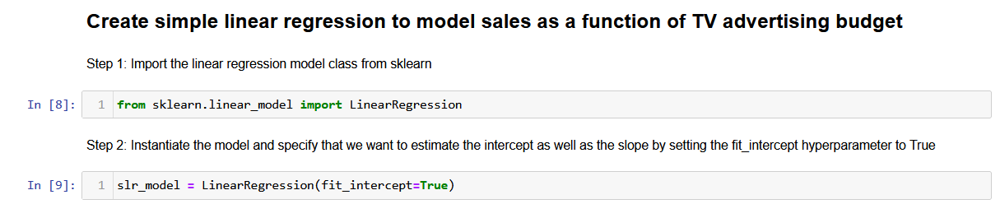 Create simple linear regression to model sales as a function of TV advertising budget
Step 1: Import the linear regression model class from sklearn
In [8]: 1 from sklearn.linear_model import LinearRegression
Step 2: Instantiate the model and specify that we want to estimate the intercept as well as the slope by setting the fit_intercept hyperparameter to True
In [9]: 1 slr_model = LinearRegression(fit_intercept=True)